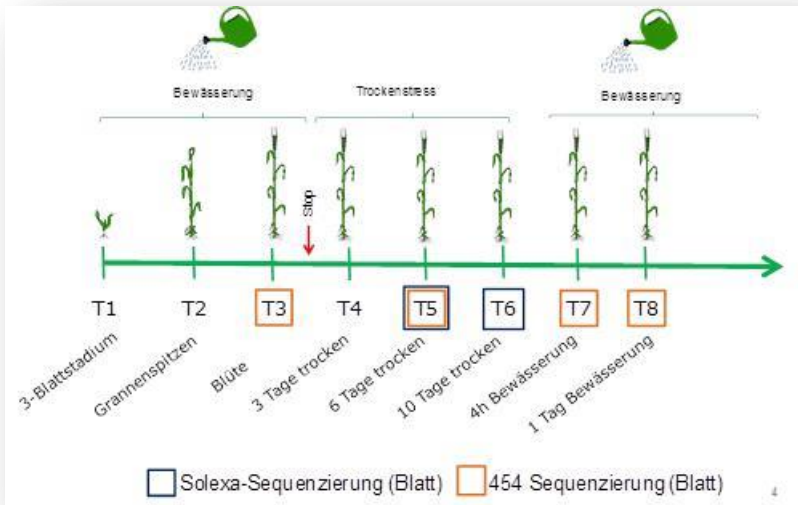 Bewässerung
Trockenstress
Bewässerung
Stop
T1
T2
T3
T4
T5
T6
T7
T8
3-Blattstadium
Grannenspitzen
Blüte
3 Tage trocken
6 Tage trocken
10 Tage trocken
4h Bewässerung
1 Tag Bewässerung
Solexa-Sequenzierung (Blatt)
454 Sequenzierung (Blatt)
4